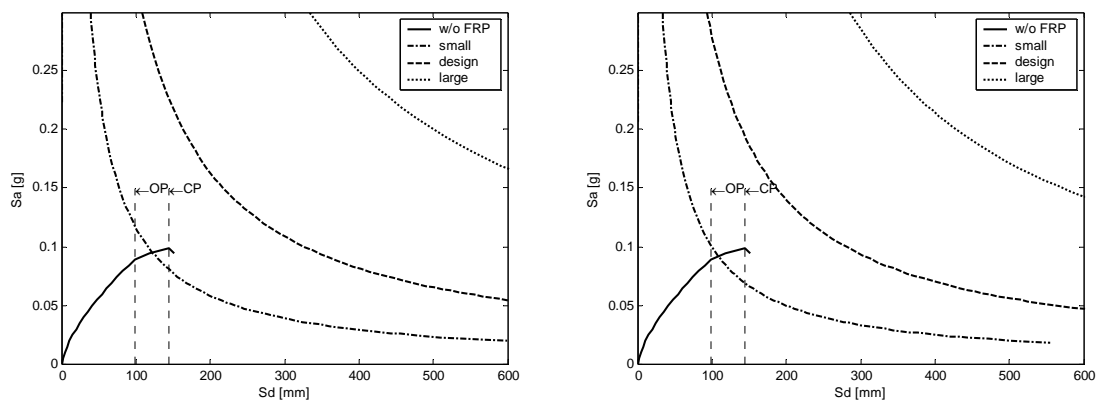 w/o FRP
small
design
large
0.25
0.2
0.15
0.1
0.05
0
Sa [g]
←OP
←CP
0 100 200 300 400 500 600
Sd [mm]
w/o FRP
small
design
large
0.25
0.2
0.15
0.1
0.05
0
Sa [g]
←OP
←CP
0 100 200 300 400 500 600
Sd [mm]